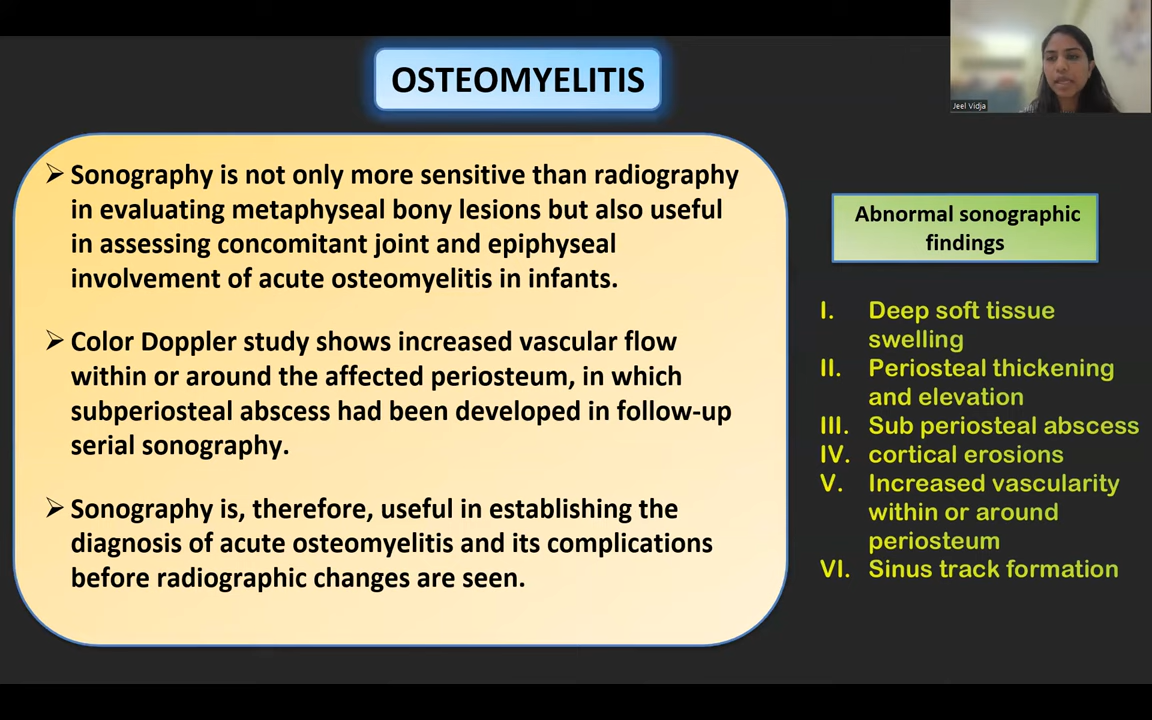 OSTEOMYELITIS
Jeel Vidja
➢ Sonography is not only more sensitive than radiography
in evaluating metaphyseal bony lesions but also useful
in assessing concomitant joint and epiphyseal
involvement of acute osteomyelitis in infants.
➢ Color Doppler study shows increased vascular flow
within or around the affected periosteum, in which
subperiosteal abscess had been developed in follow-up
serial sonography.
➢ Sonography is, therefore, useful in establishing the
diagnosis of acute osteomyelitis and its complications
before radiographic changes are seen.
Abnormal sonographic
findings
I. Deep soft tissue
swelling
II. Periosteal thickening
and elevation
III. Sub periosteal abscess
IV. cortical erosions
V. Increased vascularity
within or around
periosteum
VI. Sinus track formation